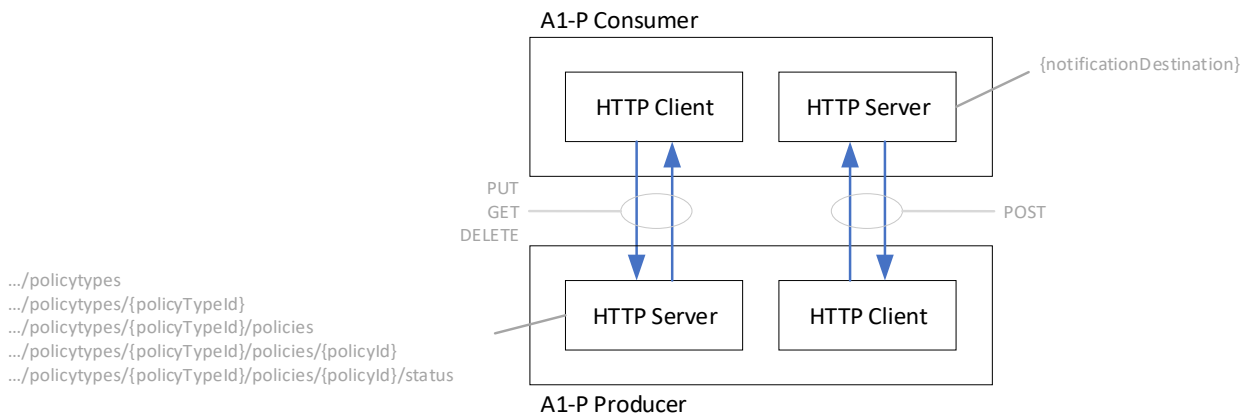 A1-P Consumer
{notificationDestination}
HTTP Client
HTTP Server
PUT
GET
DELETE
POST
.../policytypes
.../policytypes/{policyTypeId}
.../policytypes/{policyTypeId}/policies
.../policytypes/{policyTypeId}/policies/{policyId}
.../policytypes/{policyTypeId}/policies/{policyId}/status
HTTP Server
HTTP Client
A1-P Producer